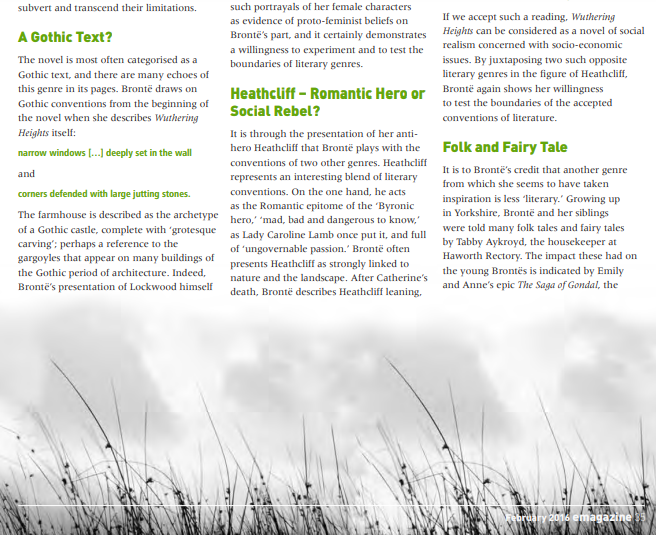 subvert and transcend their limitations.
A Gothic Text?
The novel is most often categorised as a
Gothic text, and there are many echoes of
this genre in its pages. Brontë draws on
Gothic conventions from the beginning of
the novel when she describes Wuthering
Heights itself:
narrow windows […] deeply set in the wall
and
corners defended with large jutting stones.
The farmhouse is described as the archetype
of a Gothic castle, complete with ‘grotesque
carving’; perhaps a reference to the
gargoyles that appear on many buildings of
the Gothic period of architecture. Indeed,
Brontë’s presentation of Lockwood himself
such portrayals of her female characters
as evidence of proto-feminist beliefs on
Brontë’s part, and it certainly demonstrates
a willingness to experiment and to test the
boundaries of literary genres.
Heathcliff – Romantic Hero or
Social Rebel?
It is through the presentation of her anti-
hero Heathcliff that Brontë plays with the
conventions of two other genres. Heathcliff
represents an interesting blend of literary
conventions. On the one hand, he acts
as the Romantic epitome of the ‘Byronic
hero,’ ‘mad, bad and dangerous to know,’
as Lady Caroline Lamb once put it, and full
of ‘ungovernable passion.’ Brontë often
presents Heathcliff as strongly linked to
nature and the landscape. After Catherine’s
death, Brontë describes Heathcliff leaning,
If we accept such a reading, Wuthering
Heights can be considered as a novel of social
realism concerned with socio-economic
issues. By juxtaposing two such opposite
literary genres in the figure of Heathcliff,
Brontë again shows her willingness
to test the boundaries of the accepted
conventions of literature.
Folk and Fairy Tale
It is to Brontë’s credit that another genre
from which she seems to have taken
inspiration is less ‘literary.’ Growing up
in Yorkshire, Brontë and her siblings
were told many folk tales and fairy tales
by Tabby Aykroyd, the housekeeper at
Haworth Rectory. The impact these had on
the young Brontës is indicated by Emily
and Anne’s epic The Saga of Gondal, the
February 2016 emagazine